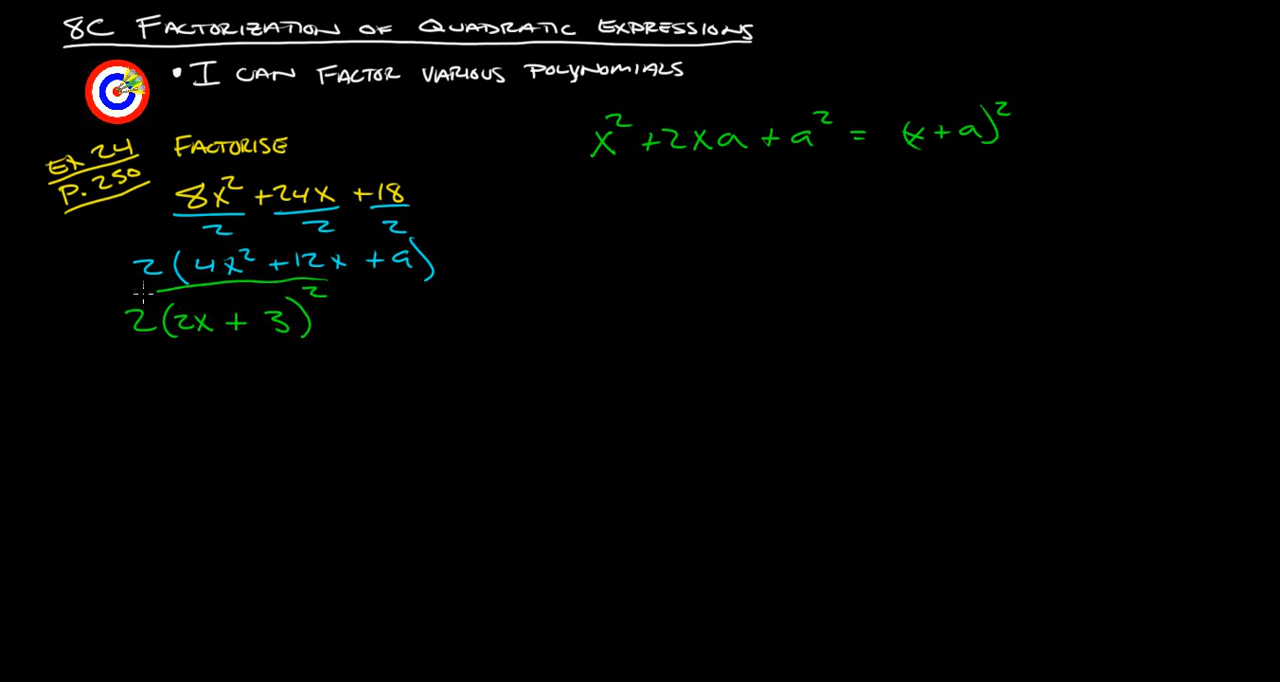 8C FACTORIZATION OF QUADRATIC EXPRESSIONS
• I CAN FACTOR VARIOUS POLYNOMIALS
x² + 2xa + a² = (x + a)²
EX 24
P. 250
FACTORISE
8x² + 24x + 18
2 2 2
2(4x² + 12x + 9)
2(2x + 3)²